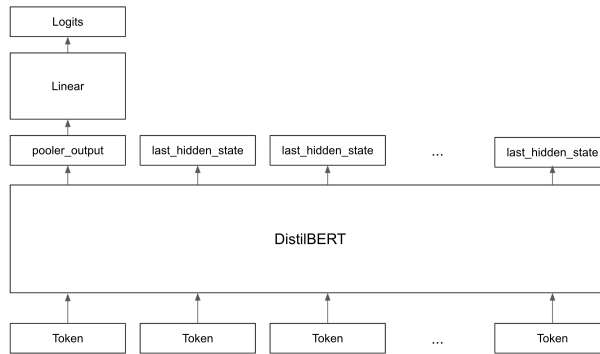 Logits
Linear
pooler_output last_hidden_state last_hidden_state ... last_hidden_state
DistilBERT
Token Token Token ... Token